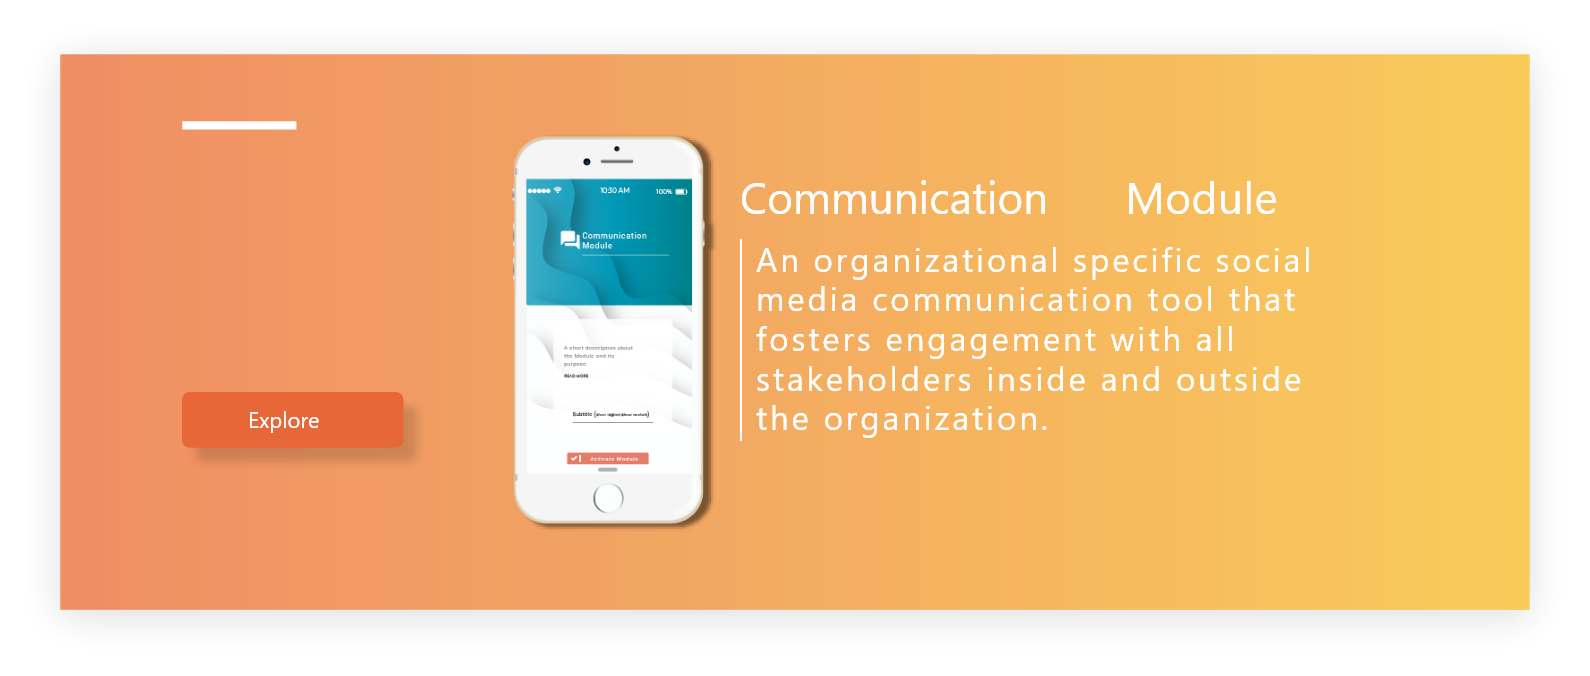 Communication Module
An organizational specific social
media communication tool that
fosters engagement with all
stakeholders inside and outside
the organization.
Explore
10:30 AM
100%
Communication
Module
A short description about
the Module and its
purpose.
READ MORE
Subtitle
Activate Module